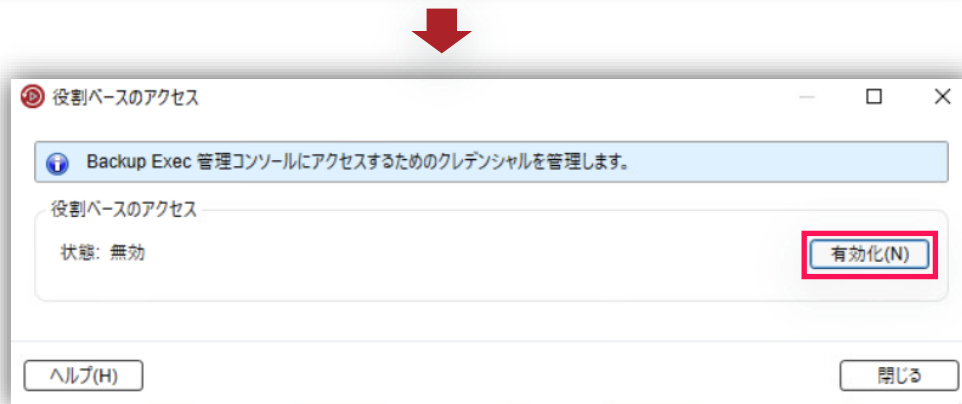 役割ベースのアクセス
Backup Exec 管理コンソールにアクセスするためのクレデンシャルを管理します。
役割ベースのアクセス
状態: 無効
有効化(N)
ヘルプ(H)
閉じる